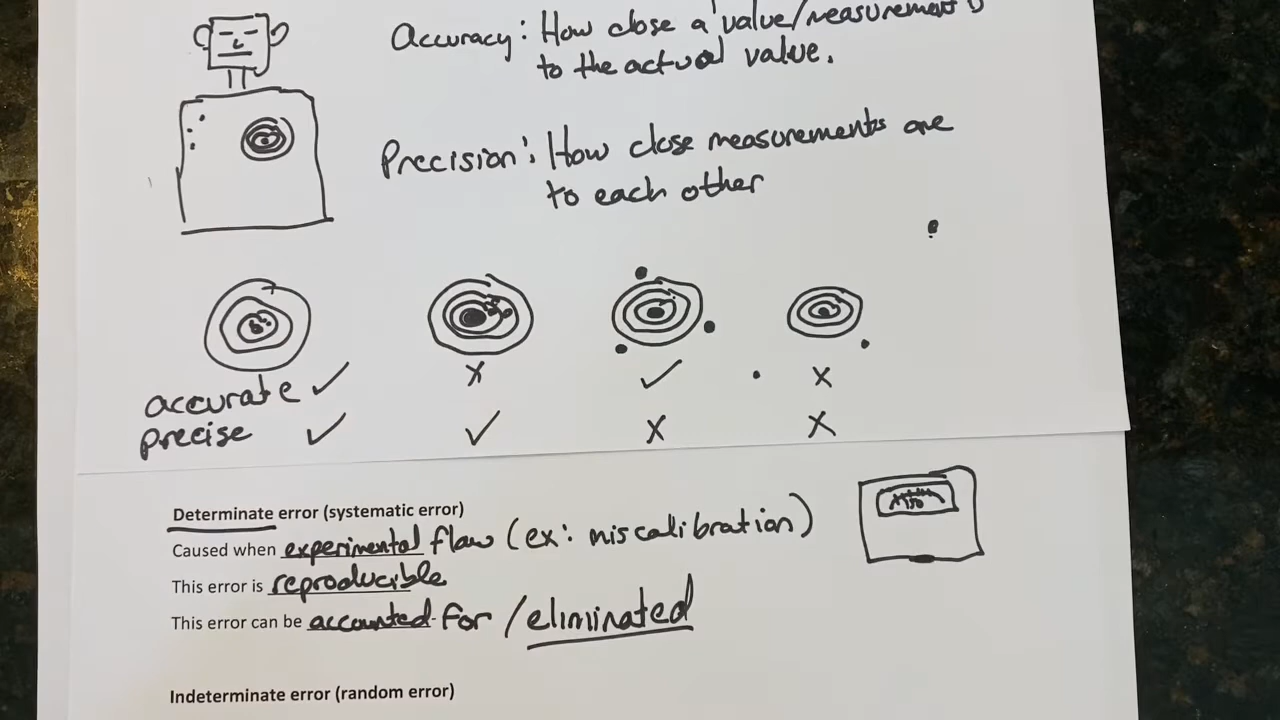 Accuracy: How close a value/measurement is
to the actual value.
Precision: How close measurements are
to each other
accurate ✓ X ✓ X
precise ✓ ✓ X X
Determinate error (systematic error)
Caused when experimental flaw (ex: miscalibration)
This error is reproducible
This error can be accounted for / eliminated
Indeterminate error (random error)